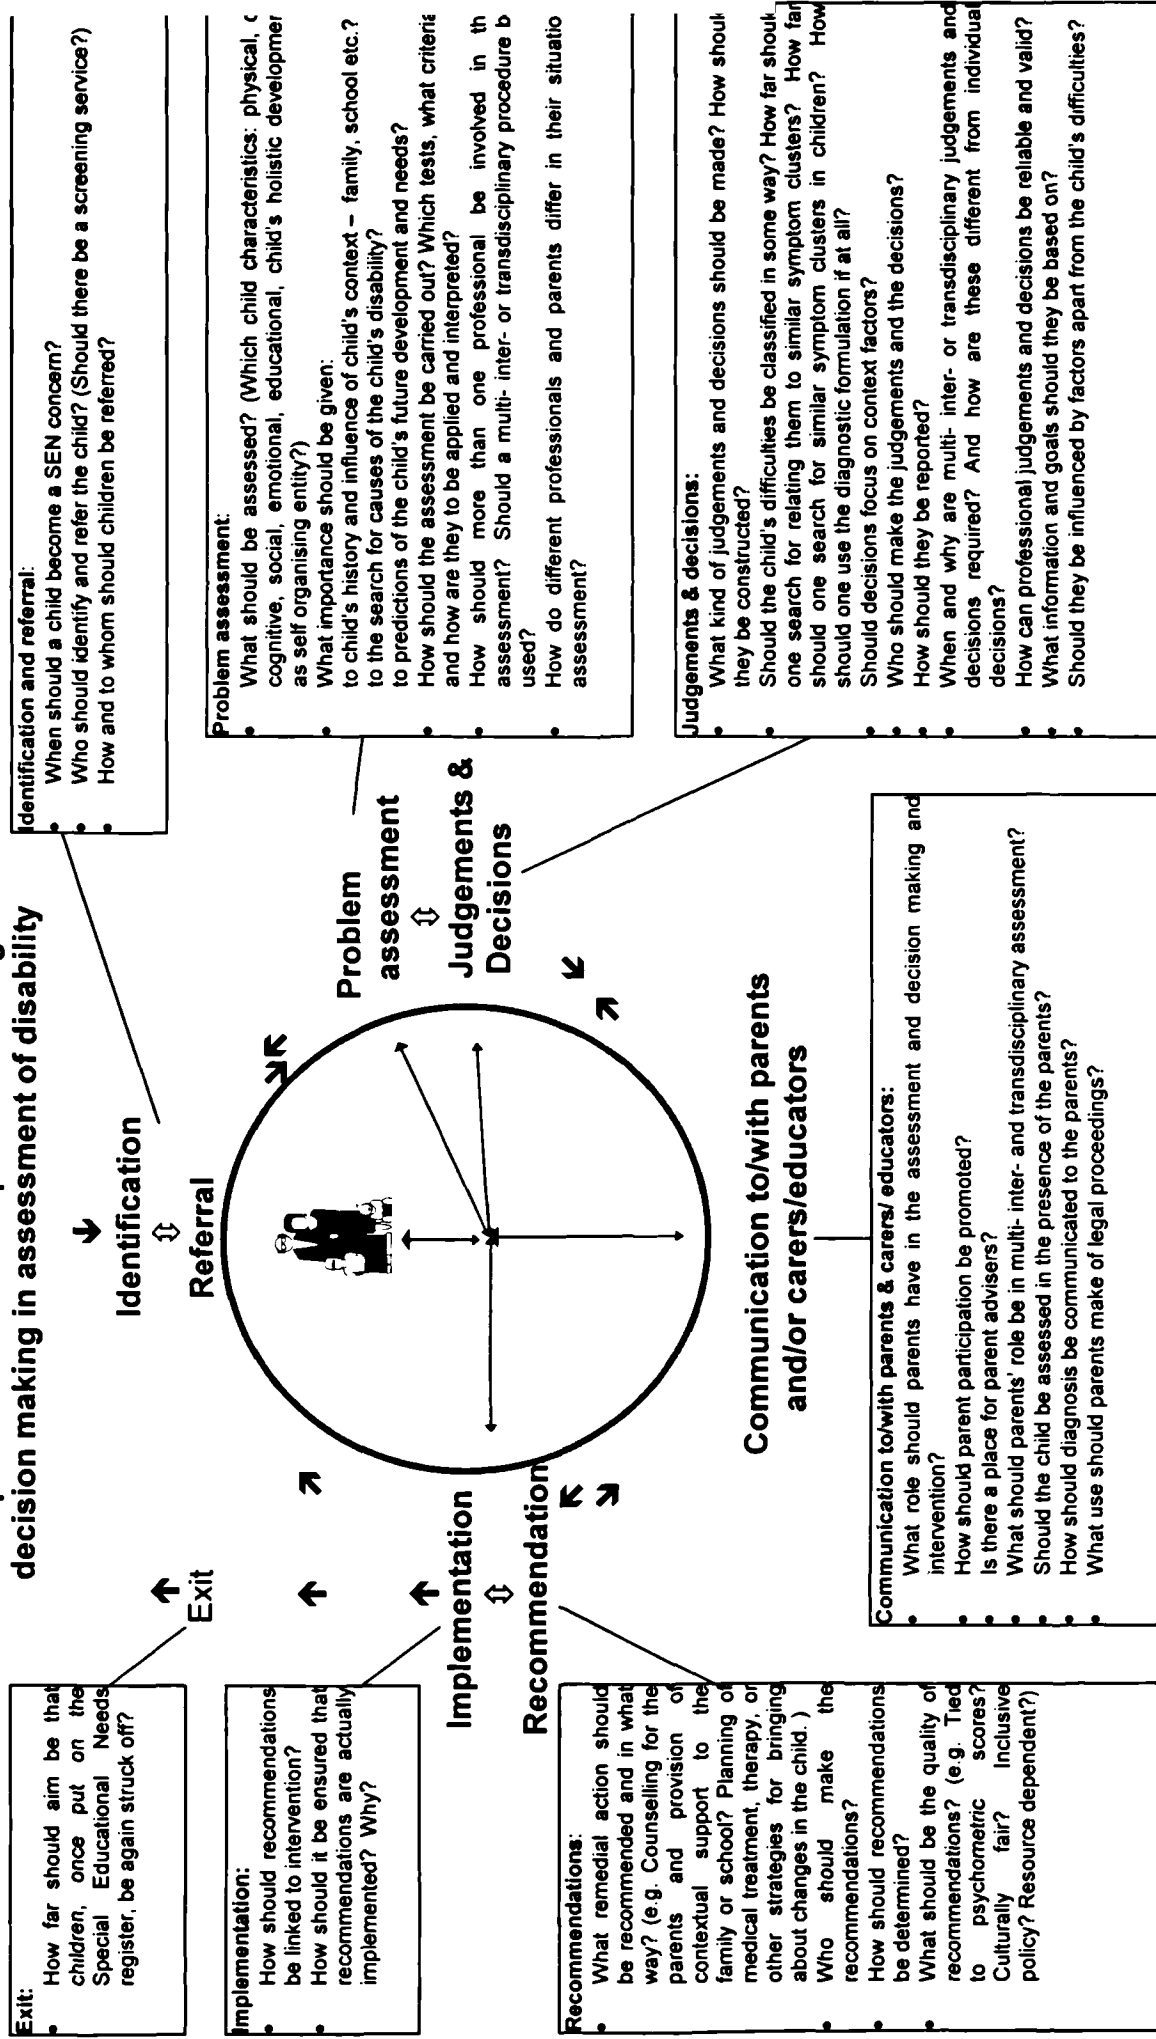 decision making in assessment of disability
Exit:
• How far should aim be that
children, once put on the
Special Educational Needs
register, be again struck off?
Exit
Identification
⇕
Referral
Identification and referral:
• When should a child become a SEN concern?
• Who should identify and refer the child? (Should there be a screening service?)
• How and to whom should children be referred?
Implementation:
• How should recommendations
be linked to intervention?
• How should it be ensured that
recommendations are actually
implemented? Why?
Problem assessment:
• What should be assessed? (Which child characteristics: physical,
cognitive, social, emotional, educational, child's holistic
as self organising entity?)
• What importance should be given:
to child's history and influence of child's context – family, school etc.?
to the search for causes of the child's disability?
to predictions of the child's future development and needs?
• How should the assessment be carried out? Which tests, what
and how are they to be applied and interpreted?
• How should more than one professional be involved in
assessment? Should a multi- inter- or transdisciplinary procedure
used?
• How do different professionals and parents differ in their
assessment?
Problem
assessment
⇕
Judgements &
Decisions
Implementation
⇕
Recommendation
Recommendations:
• What remedial action should
be recommended and in what
way? (e.g. Counselling for the
parents and provision of
contextual support to the
family or school? Planning of
medical treatment, therapy, or
other strategies for bringing
about changes in the child. )
• Who should make the
recommendations?
• How should recommendations
be determined?
• What should be the quality of
recommendations? (e.g. Tied
to psychometric scores?
Culturally fair? Inclusive
policy? Resource dependent?)
Judgements & decisions:
• What kind of judgements and decisions should be made? How
they be constructed?
• Should the child's difficulties be classified in some way? How far
one search for relating them to similar symptom clusters? How far
should one search for similar symptom clusters in children? How
should one use the diagnostic formulation if at all?
• Should decisions focus on context factors?
• Who should make the judgements and the decisions?
• How should they be reported?
• When and why are multi- inter- or transdisciplinary judgements and
decisions required? And how are these different from individual
decisions?
• How can professional judgements and decisions be reliable and valid?
• What information and goals should they be based on?
• Should they be influenced by factors apart from the child's difficulties?
Communication to/with parents
and/or carers/educators
Communication to/with parents & carers/ educators:
• What role should parents have in the assessment and decision making and
intervention?
• How should parent participation be promoted?
• Is there a place for parent advisers?
• What should parents' role be in multi- inter- and transdisciplinary assessment?
• Should the child be assessed in the presence of the parents?
• How should diagnosis be communicated to the parents?
• What use should parents make of legal proceedings?